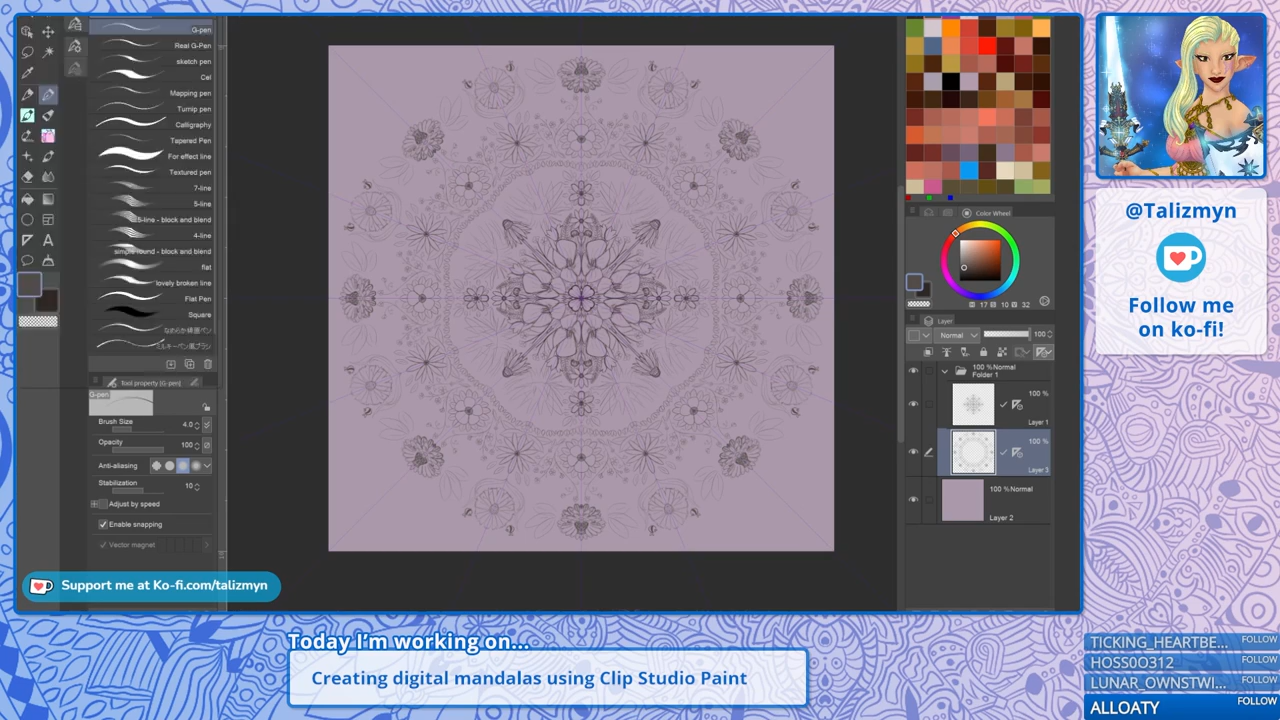 G-pen
Real G-Pen
sketch pen
Cel
Mapping pen
Turnip pen
Calligraphy
Tapered Pen
For effect line
Textured pen
7-line
5-line
5-line - block and blend
4-line
simple round - block and blend
flat
lovely broken line
Flat Pen
Square
Tool property [G-pen]
G-pen
Brush Size 4.0
Opacity 100
Anti-aliasing
Stabilization
10
Adjust by speed
Enable snapping
Vector magnet
Color Wheel
17 10 32
Layer
Normal 100
100 % Normal
Folder 1
100 %
Layer 1
100 %
Layer 3
100 % Normal
Layer 2
@Talizmyn
Follow me
on ko-fi!
Support me at Ko-fi.com/talizmyn
Today I'm working on...
Creating digital mandalas using Clip Studio Paint
TICKING_HEARTBE... FOLLOW
HOSS0O312 FOLLOW
LUNAR_OWNSTWI... FOLLOW
ALLOATY FOLLOW